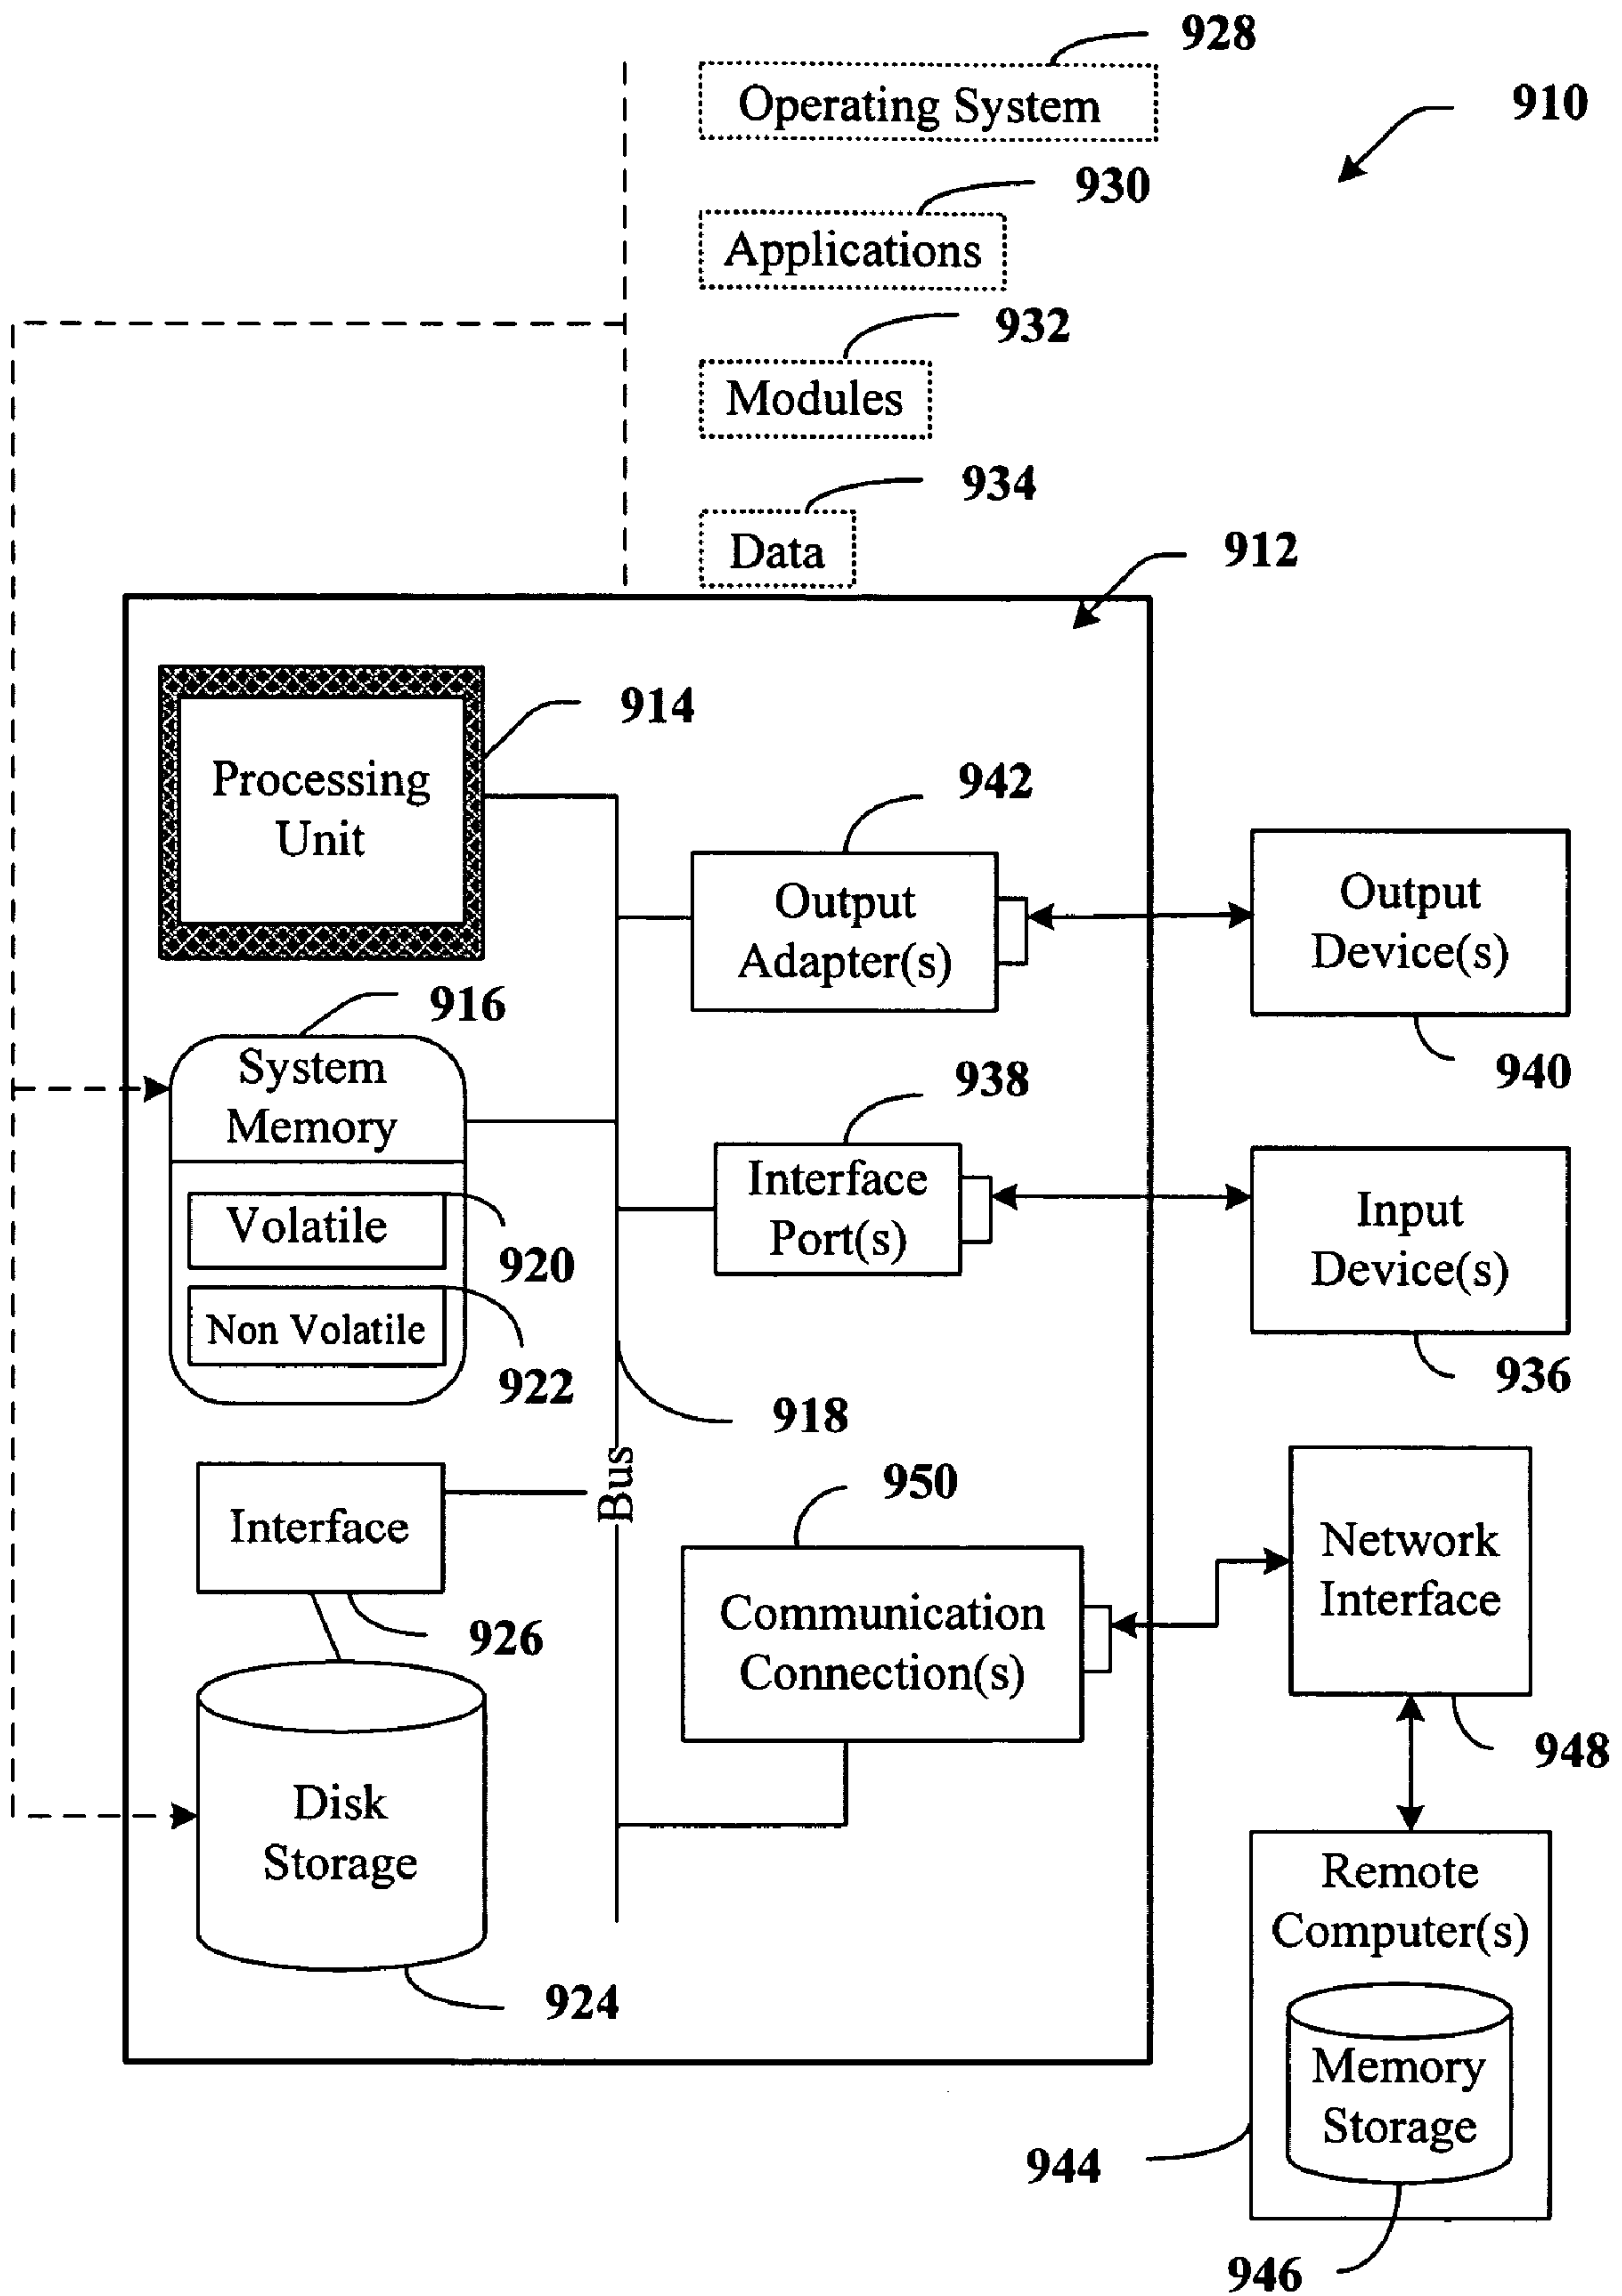 928
Operating System
910
930
Applications
932
Modules
934
Data
912
914
Processing
Unit
942
Output
Adapter(s)
Output
Device(s)
940
916
System
Memory
938
Interface
Port(s)
Input
Device(s)
936
Volatile
920
Non Volatile
922
918
Bus
950
Interface
926
Communication
Connection(s)
Network
Interface
948
Disk
Storage
924
Remote
Computer(s)
Memory
Storage
944
946